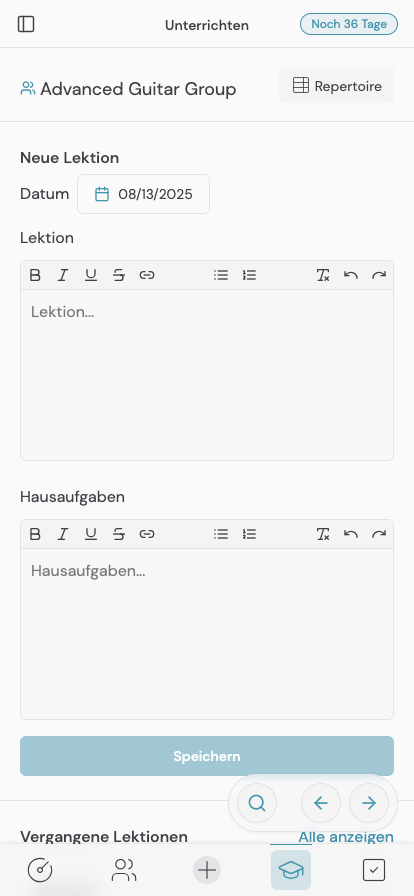 Unterrichten
Noch 36 Tage
Advanced Guitar Group
Repertoire
Neue Lektion
Datum
08/13/2025
Lektion
Lektion...
Hausaufgaben
Hausaufgaben...
Speichern
Vergangene Lektionen
Alle anzeigen